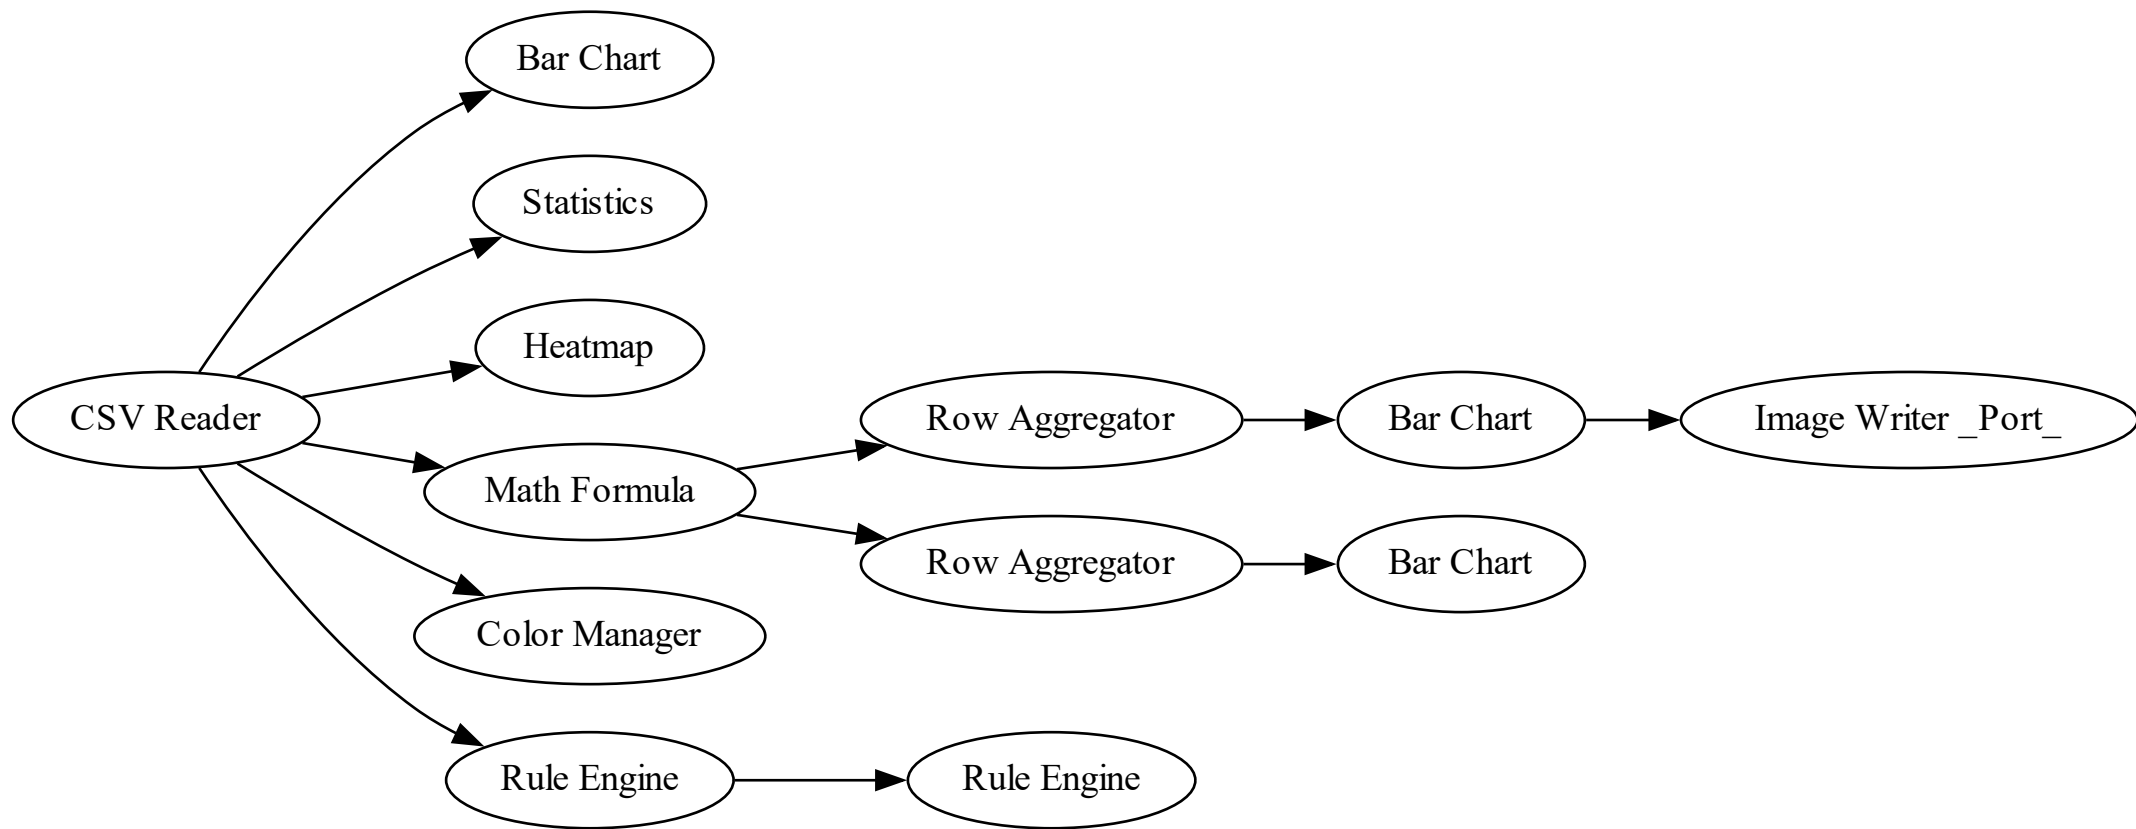 Bar Chart
Statistics
Heatmap
CSV Reader
Row Aggregator
Bar Chart
Image Writer _Port_
Math Formula
Row Aggregator
Bar Chart
Color Manager
Rule Engine
Rule Engine